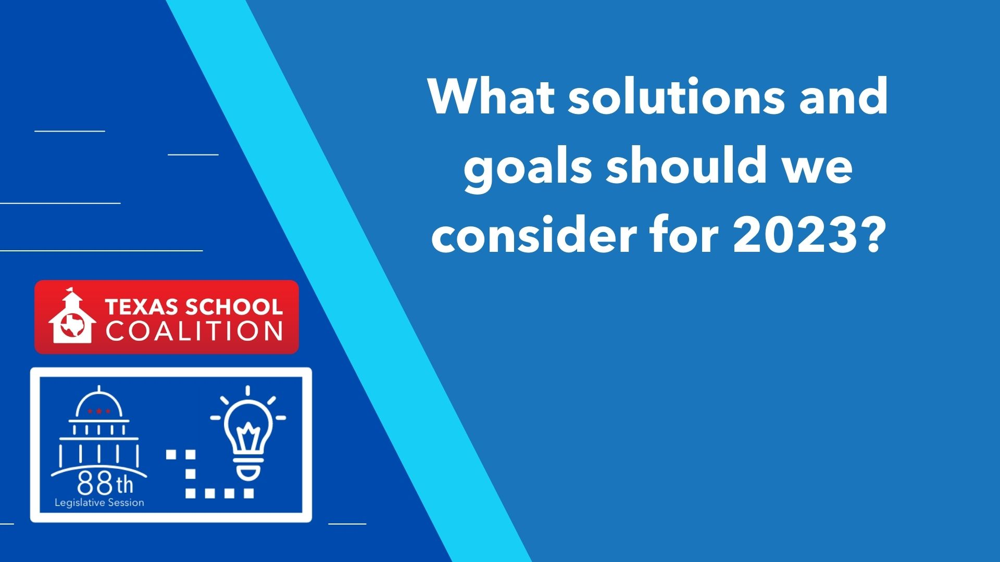 What solutions and
goals should we
consider for 2023?
TEXAS SCHOOL
COALITION
88th
Legislative Session